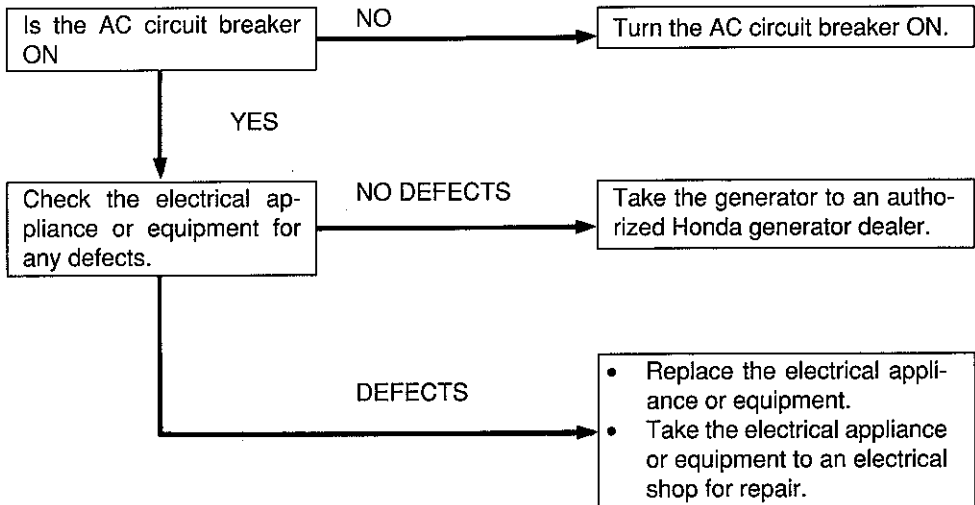 Is the AC circuit breaker
ON
NO
Turn the AC circuit breaker ON.
YES
Check the electrical ap-
pliance or equipment for
any defects.
NO DEFECTS
Take the generator to an autho-
rized Honda generator dealer.
DEFECTS
• Replace the electrical appli-
ance or equipment.
• Take the electrical appliance
or equipment to an electrical
shop for repair.